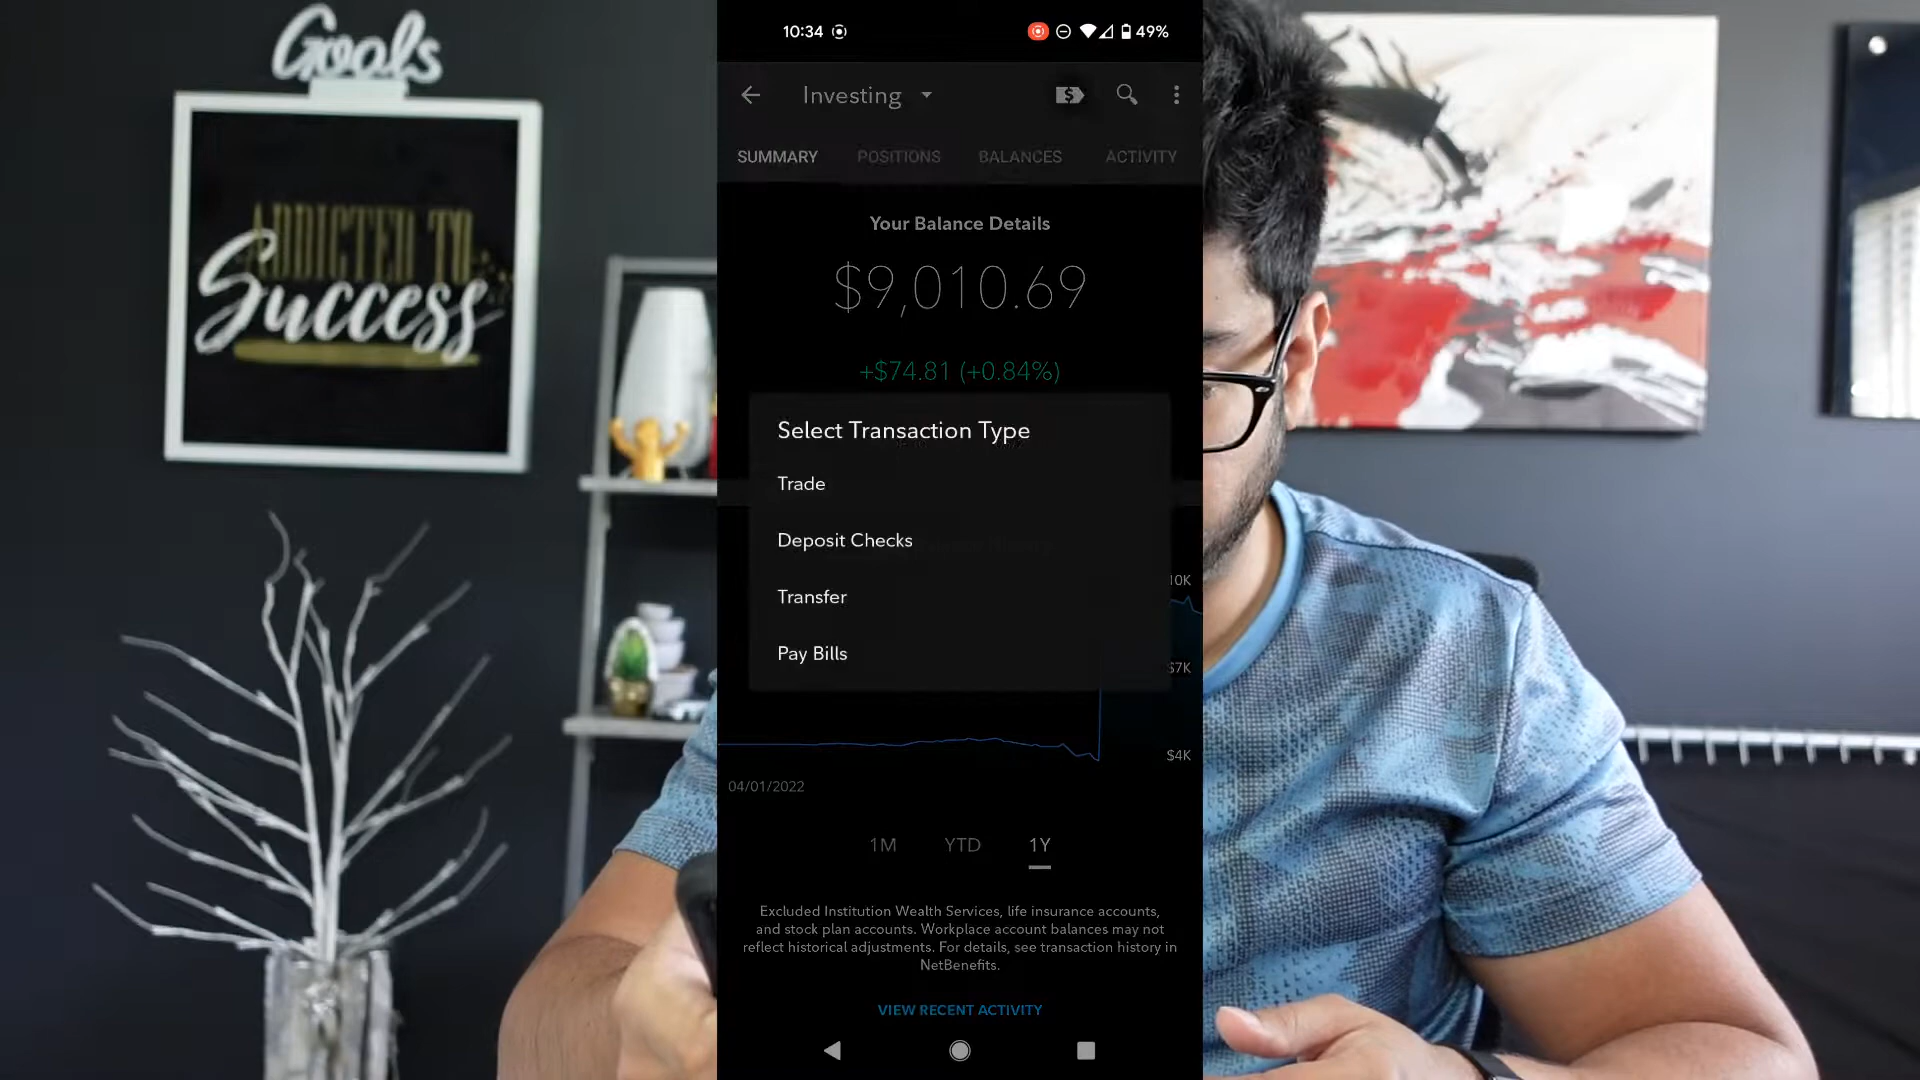 Goals
ADDICTED TO
Success
10:34
49%
Investing
$
SUMMARY POSITIONS BALANCES ACTIVITY
Your Balance Details
$9,010.69
+$74.81 (+0.84%)
Select Transaction Type
Trade
Deposit Checks
Transfer
Pay Bills
10K
$7K
$4K
04/01/2022
1M YTD 1Y
Excluded Institution Wealth Services, life insurance accounts,
and stock plan accounts. Workplace account balances may not
reflect historical adjustments. For details, see transaction history in
NetBenefits.
VIEW RECENT ACTIVITY